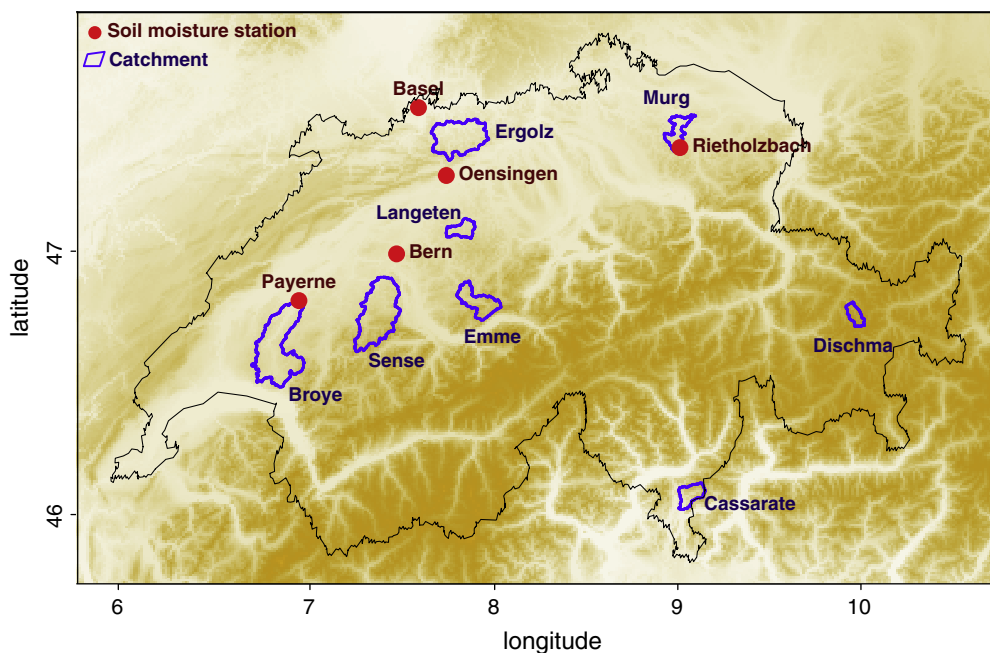 Soil moisture station
Catchment
Basel
Murg
Ergolz
Rietholzbach
Oensingen
Langeten
47
Bern
Payerne
latitude
Emme
Dischma
Sense
Broye
Cassarate
46
6
7
8
9
10
longitude